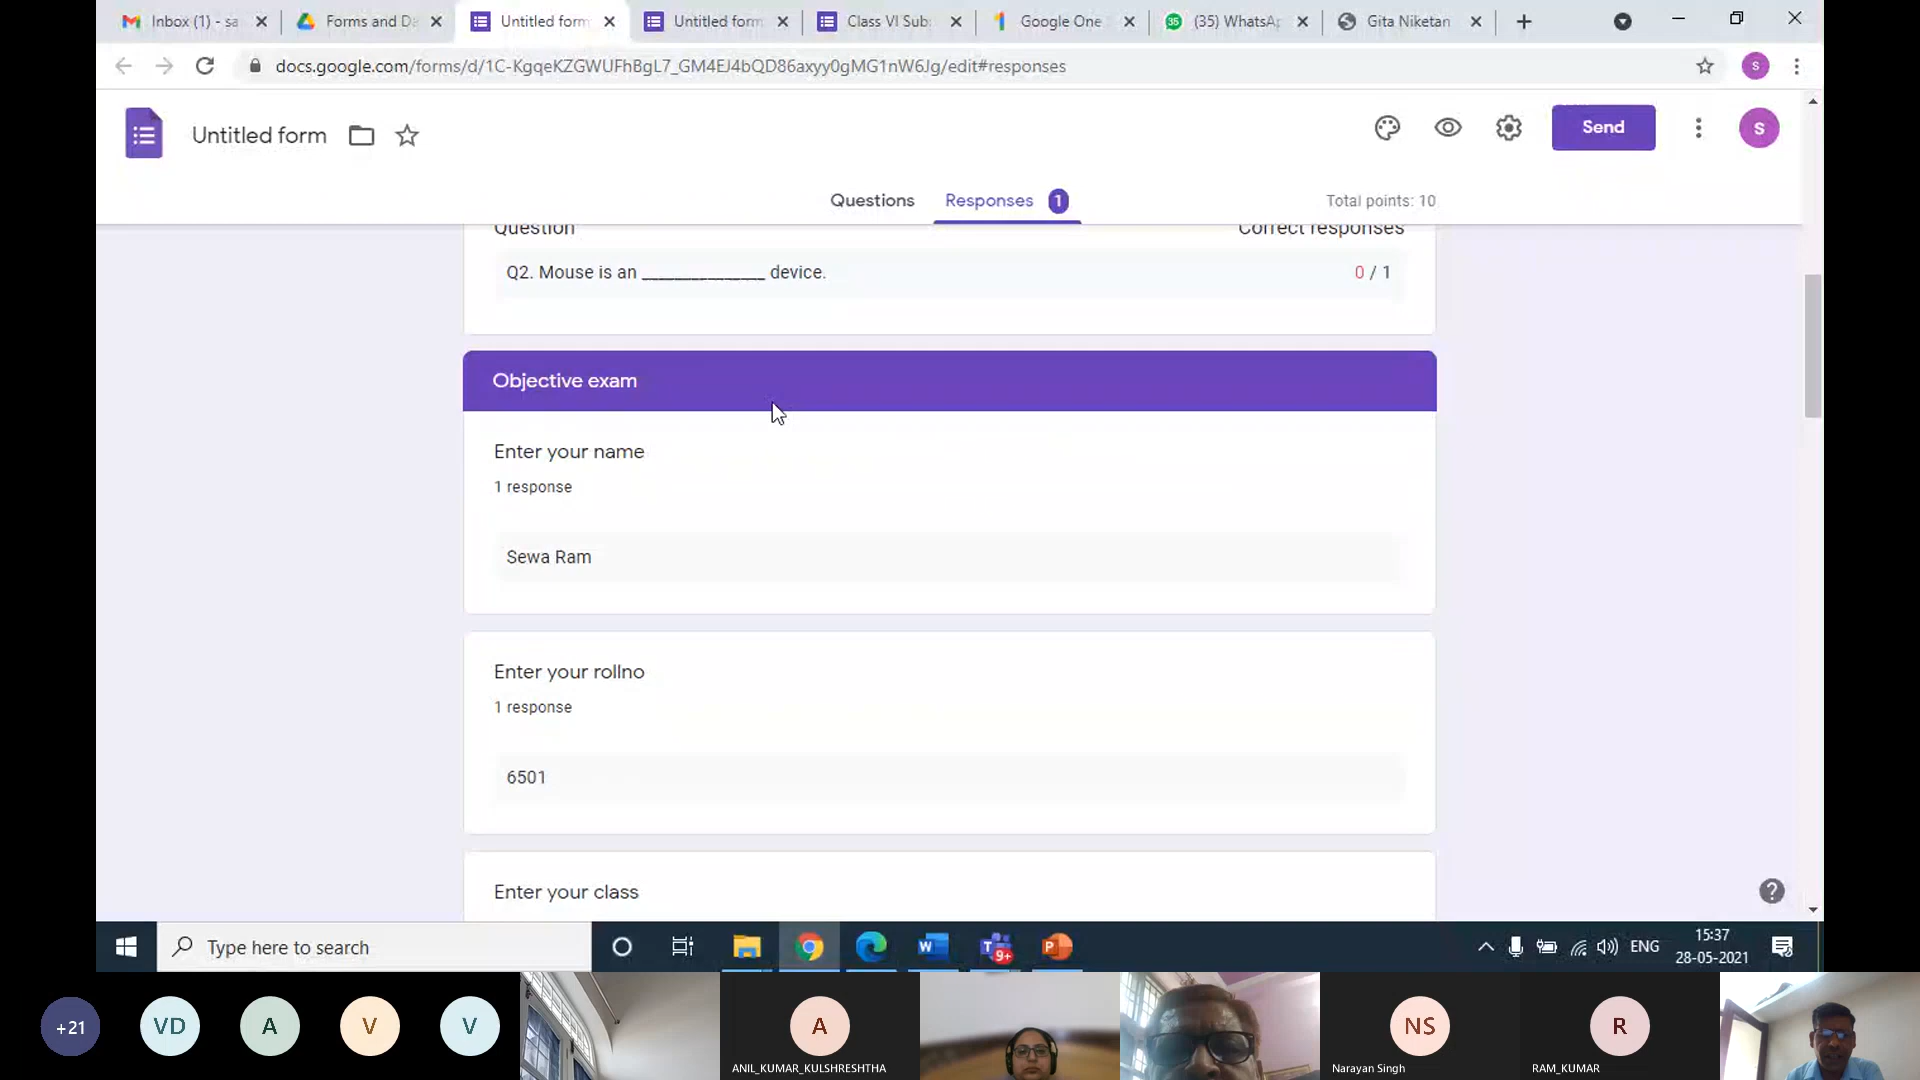 Inbox (1) - sa
Forms and Da
Untitled form
Untitled form
Class VI Sub
Google One
35
(35) WhatsAp
Gita Niketan
docs.google.com/forms/d/1C-KgqeKZGWUFhBgL7_GM4EJ4bQD86axyy0gMG1nW6Jg/edit#responses
S
Untitled form
Send
S
Questions
Responses
1
Total points: 10
Question
Correct responses
Q2. Mouse is an _______________ device.
0 / 1
Objective exam
Enter your name
1 response
Sewa Ram
Enter your rollno
1 response
6501
Enter your class
Type here to search
W
T
9+
P
ENG
15:37
28-05-2021
+21
VD
A
V
V
A
ANIL_KUMAR_KULSHRESHTHA
NS
Narayan Singh
R
RAM_KUMAR